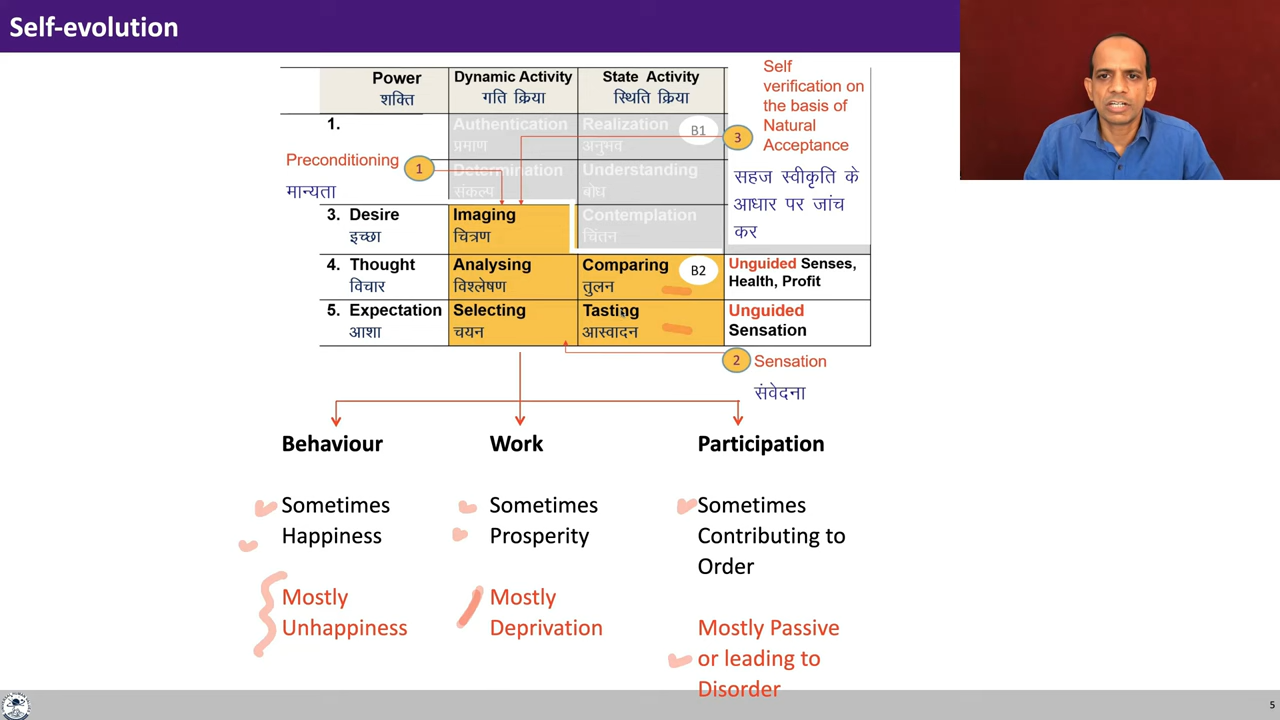 Self-evolution
Power
शक्ति
Dynamic Activity
गति क्रिया
State Activity
स्थिति क्रिया
Self
verification on
the basis of
Natural
Acceptance
सहज स्वीकृति के
आधार पर जांच
कर
1.
Authentication
प्रमाण
Realization
अनुभव
B1
3
Preconditioning
मान्यता
1
Determination
संकल्प
Understanding
बोध
3. Desire
इच्छा
Imaging
चित्रण
Contemplation
चिंतन
4. Thought
विचार
Analysing
विश्लेषण
Comparing
तुलन
B2
Unguided Senses,
Health, Profit
5. Expectation
आशा
Selecting
चयन
Tasting
आस्वादन
Unguided
Sensation
2
Sensation
संवेदना
Behaviour
Sometimes
Happiness
Mostly
Unhappiness
Work
Sometimes
Prosperity
Mostly
Deprivation
Participation
Sometimes
Contributing to
Order
Mostly Passive
or leading to
Disorder
5